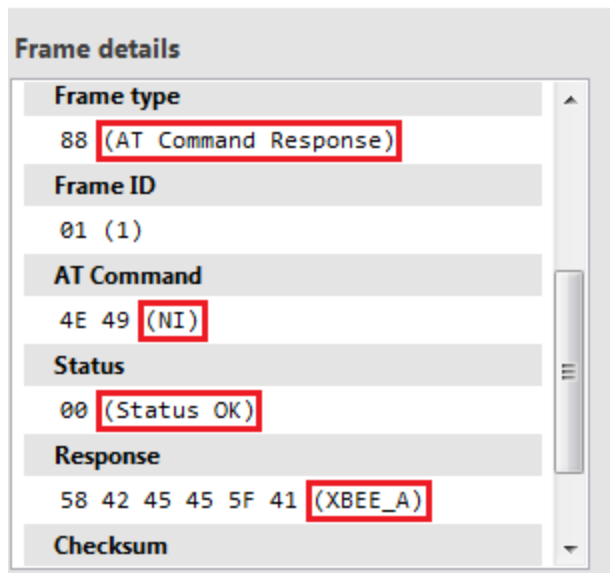 Frame details
Frame type
88 (AT Command Response)
Frame ID
01 (1)
AT Command
4E 49 (NI)
Status
00 (Status OK)
Response
58 42 45 45 5F 41 (XBEE_A)
Checksum